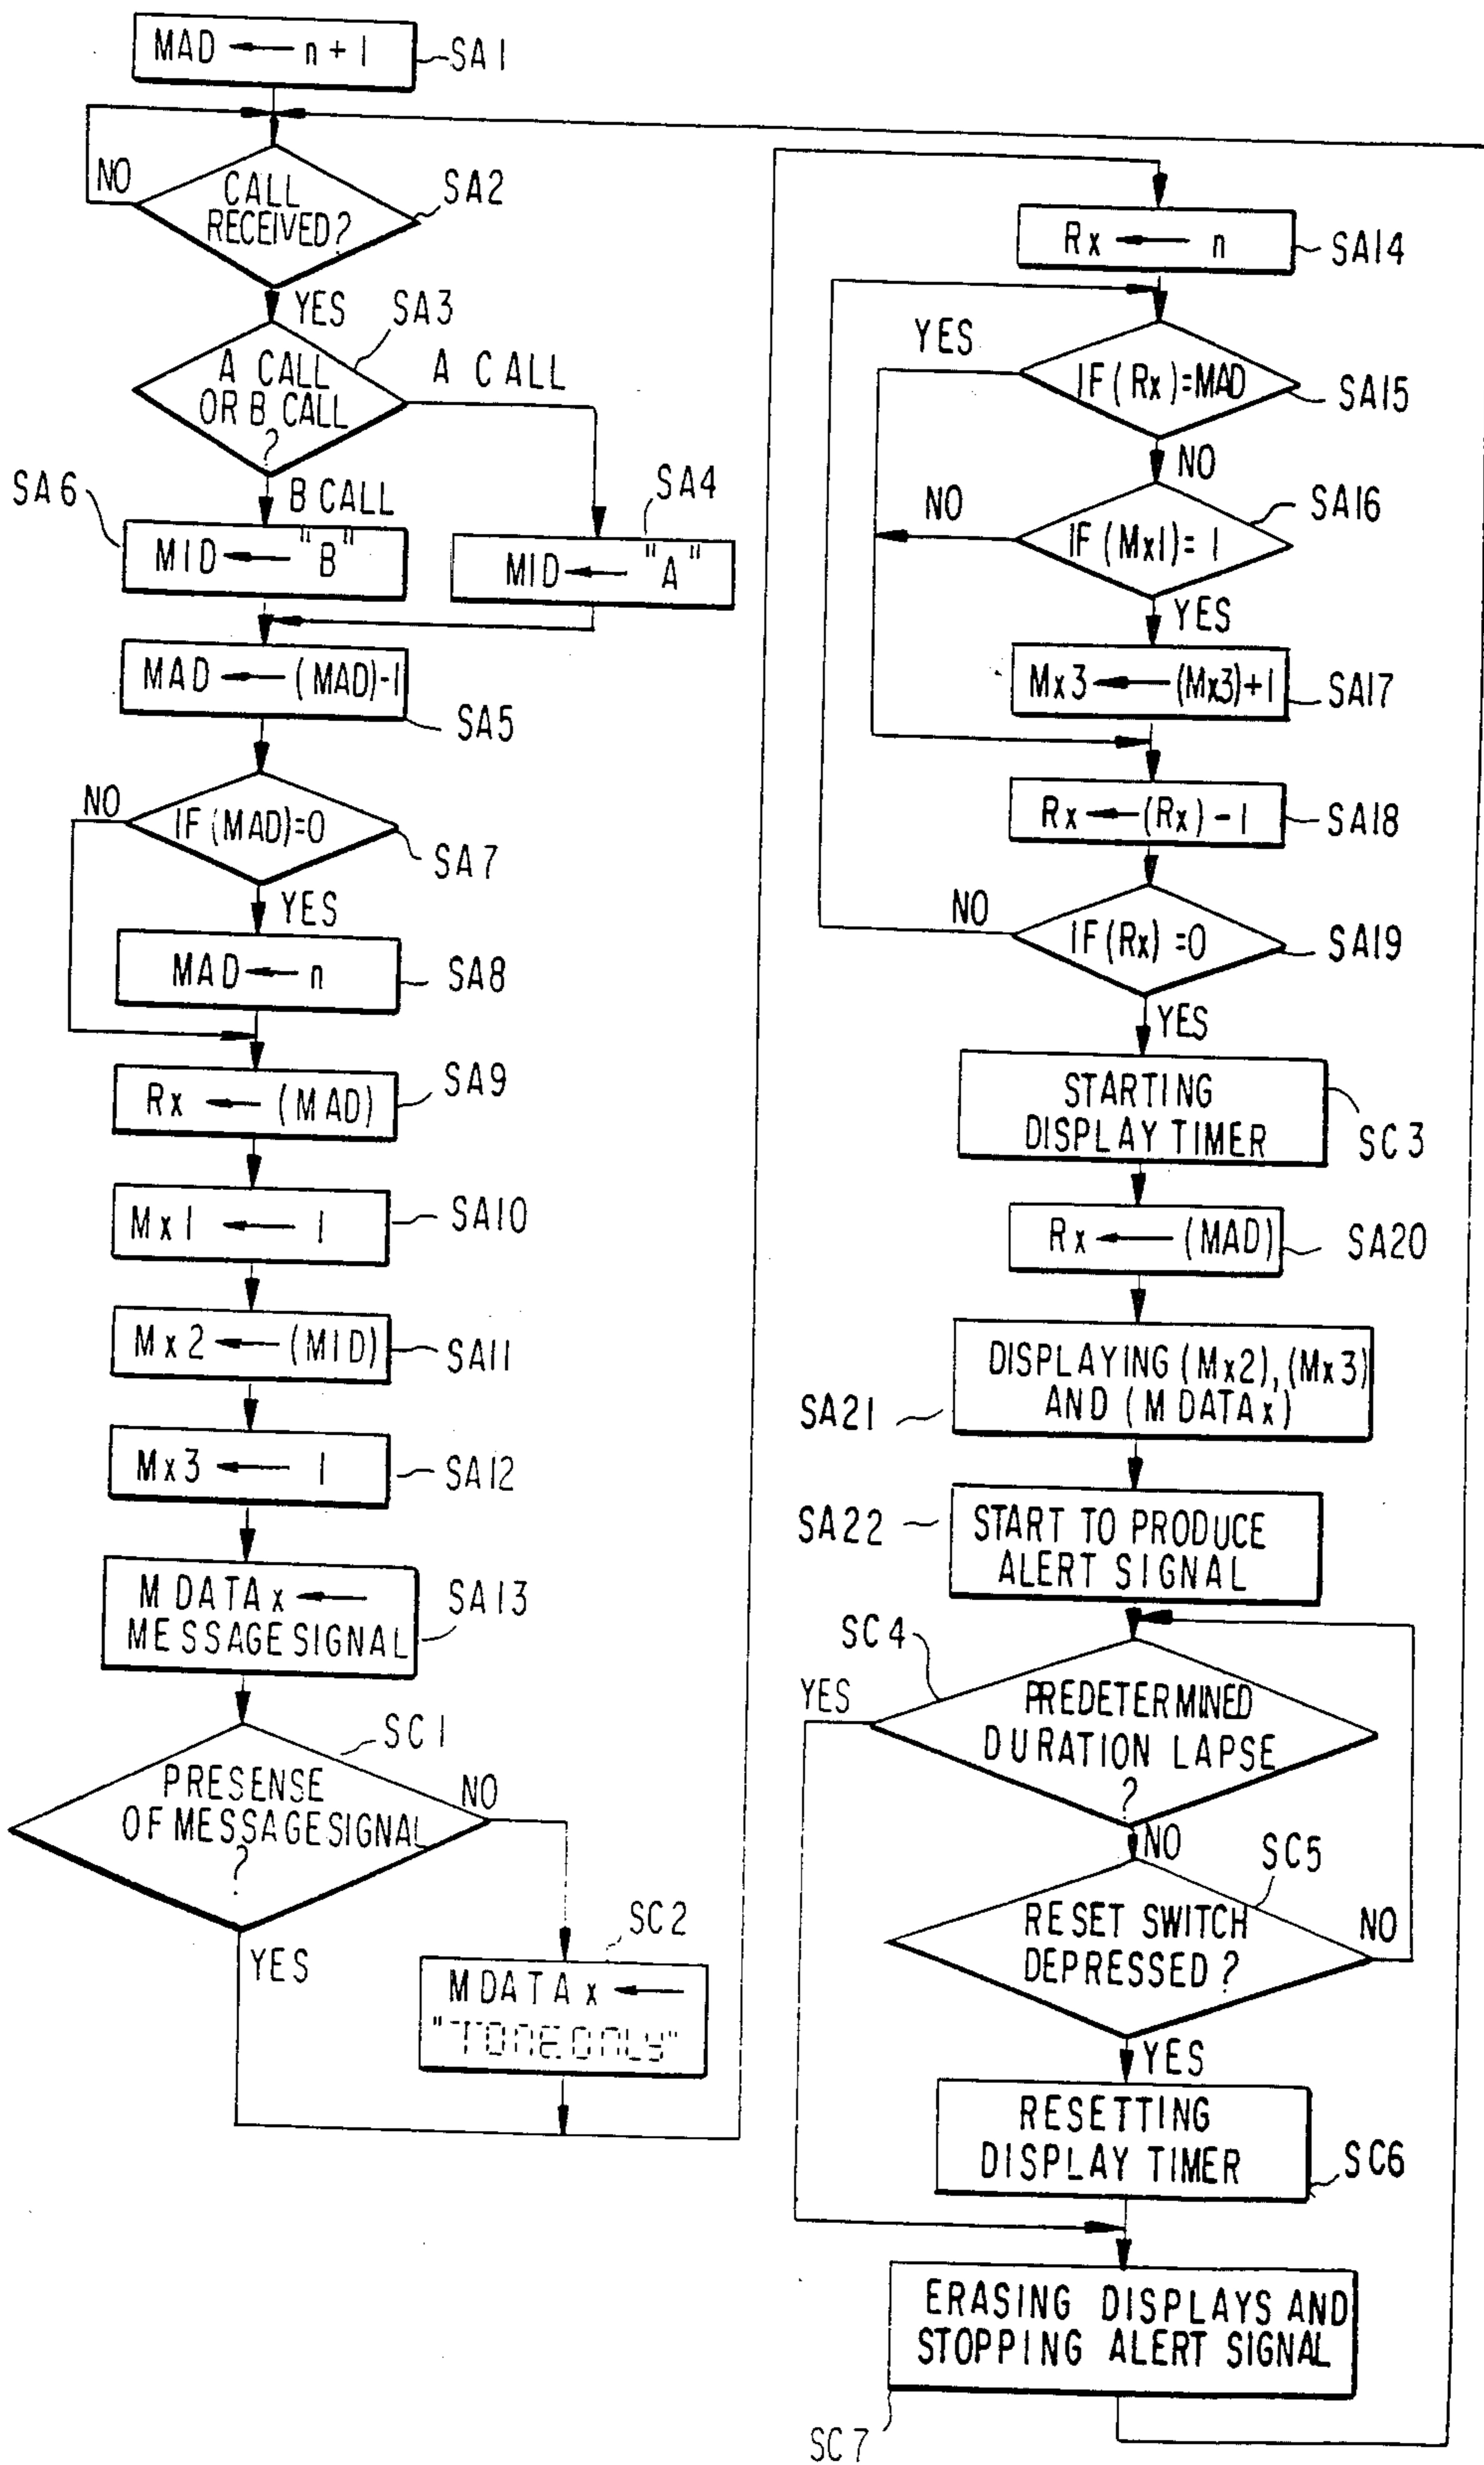 MAD ← n + 1
SA1
NO
CALL
RECEIVED?
SA2
YES
SA3
A CALL
OR B CALL
?
A CALL
SA6
B CALL
SA4
MID ← "B"
MID ← "A"
MAD ← (MAD)-1
SA5
NO
IF (MAD)=0
SA7
YES
MAD ← n
SA8
Rx ← (MAD)
SA9
Mx1 ← 1
SA10
Mx2 ← (MID)
SA11
Mx3 ← 1
SA12
M DATA x ←
MESSAGE SIGNAL
SA13
SC1
PRESENSE
OF MESSAGE SIGNAL
?
NO
YES
SC2
M DATA x ←
"TONE ONLY"
Rx ← n
SA14
YES
IF (Rx)=MAD
SA15
NO
NO
IF (Mx1)= 1
SA16
YES
Mx3 ← (Mx3)+1
SA17
Rx ← (Rx) - 1
SA18
NO
IF (Rx) =0
SA19
YES
STARTING
DISPLAY TIMER
SC3
Rx ← (MAD)
SA20
DISPLAYING (Mx2), (Mx3)
AND (M DATA x)
SA21
SA22
START TO PRODUCE
ALERT SIGNAL
SC4
YES
PREDETERMINED
DURATION LAPSE
?
NO
SC5
RESET SWITCH
DEPRESSED ?
NO
YES
RESETTING
DISPLAY TIMER
SC6
ERASING DISPLAYS AND
STOPPING ALERT SIGNAL
SC7